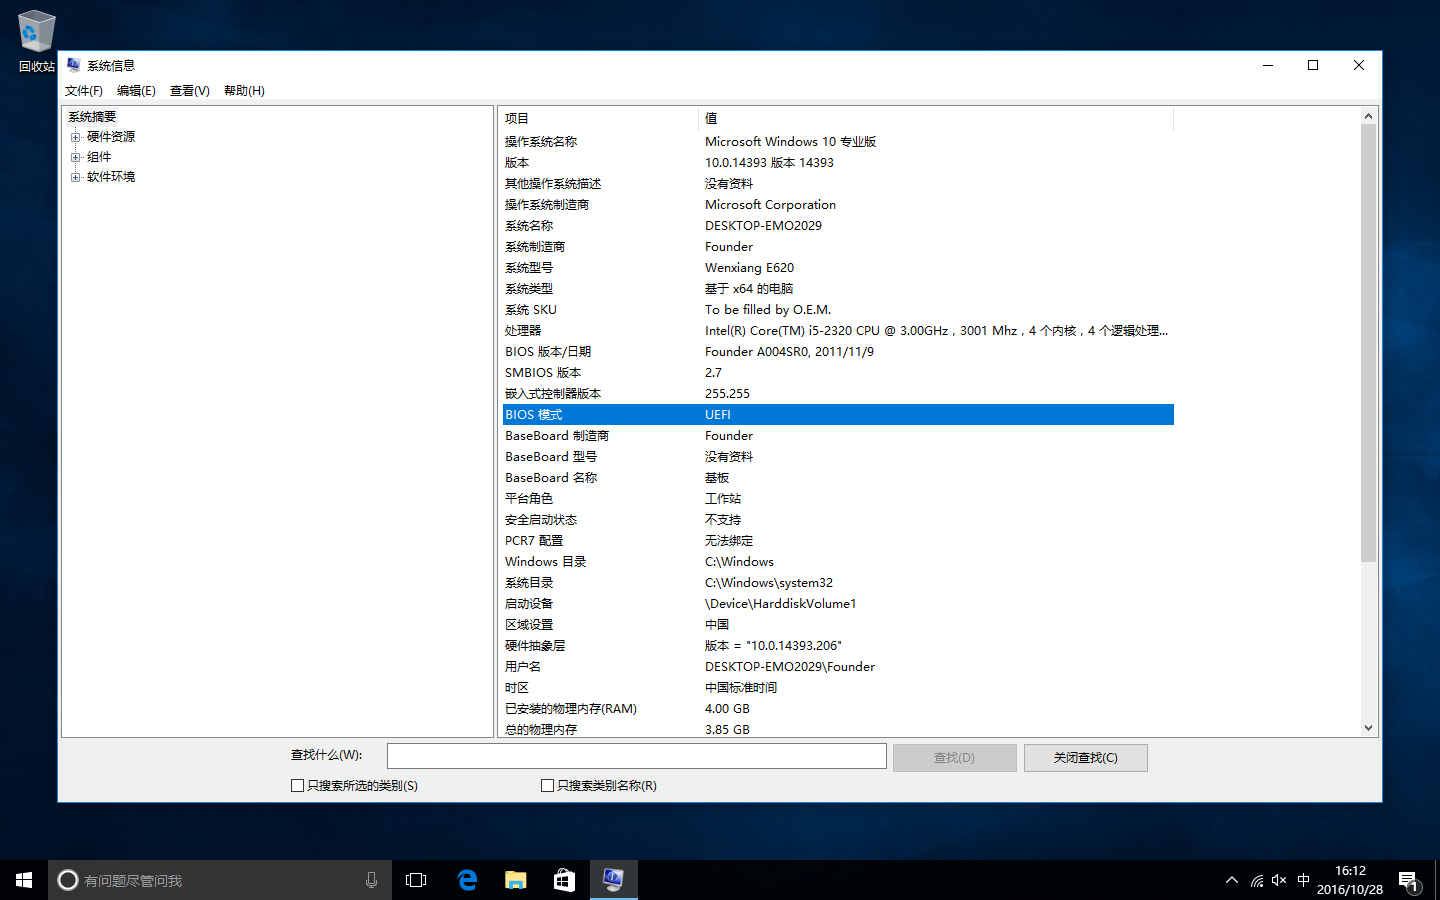 回收站
系统信息
文件(F) 编辑(E) 查看(V) 帮助(H)
系统摘要
硬件资源
组件
软件环境
项目 值
操作系统名称 Microsoft Windows 10 专业版
版本 10.0.14393 版本 14393
其他操作系统描述 没有资料
操作系统制造商 Microsoft Corporation
系统名称 DESKTOP-EMO2029
系统制造商 Founder
系统型号 Wenxiang E620
系统类型 基于 x64 的电脑
系统 SKU To be filled by O.E.M.
处理器 Intel(R) Core(TM) i5-2320 CPU @ 3.00GHz，3001 Mhz，4 个内核，4 个逻辑处理...
BIOS 版本/日期 Founder A004SR0, 2011/11/9
SMBIOS 版本 2.7
嵌入式控制器版本 255.255
BIOS 模式 UEFI
BaseBoard 制造商 Founder
BaseBoard 型号 没有资料
BaseBoard 名称 基板
平台角色 工作站
安全启动状态 不支持
PCR7 配置 无法绑定
Windows 目录 C:\Windows
系统目录 C:\Windows\system32
启动设备 \Device\HarddiskVolume1
区域设置 中国
硬件抽象层 版本 = "10.0.14393.206"
用户名 DESKTOP-EMO2029\Founder
时区 中国标准时间
已安装的物理内存(RAM) 4.00 GB
总的物理内存 3.85 GB
查找什么(W): 查找(D) 关闭查找(C)
只搜索所选的类别(S) 只搜索类别名称(R)
有问题尽管问我
中
16:12
2016/10/28
1